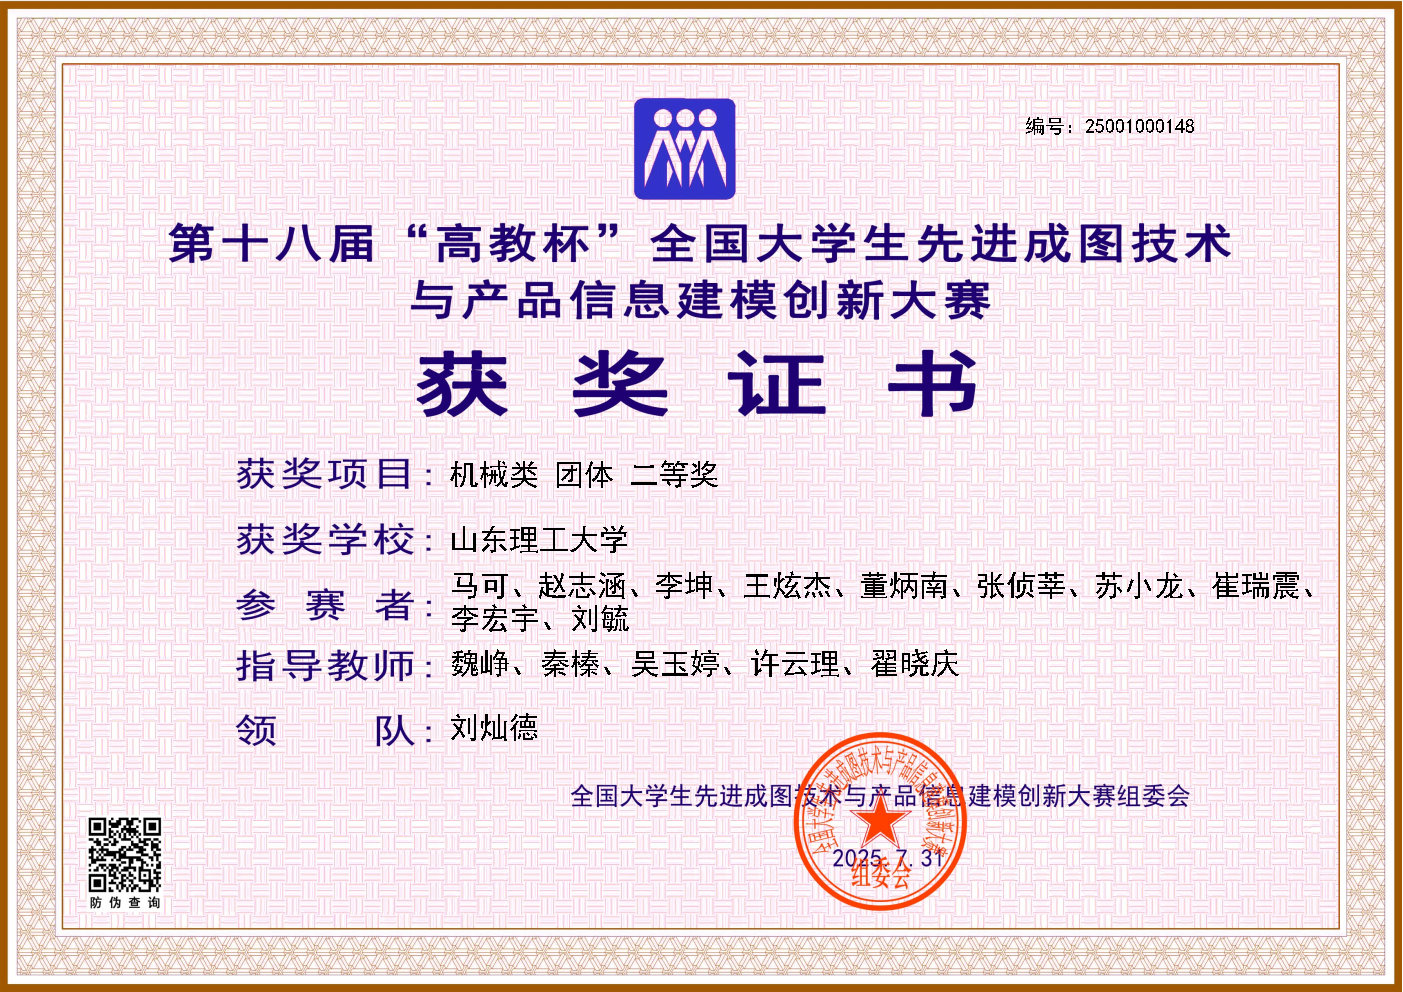 编号：25001000148
第十八届“高教杯”全国大学生先进成图技术
与产品信息建模创新大赛
获奖证书
获奖项目：机械类 团体 二等奖
获奖学校：山东理工大学
参赛者：马可、赵志涵、李坤、王炫杰、董炳南、张侦莘、苏小龙、崔瑞震、
李宏宇、刘毓
指导教师：魏峥、秦榛、吴玉婷、许云理、翟晓庆
领队：刘灿德
全国大学生先进成图技术与产品信息建模创新大赛组委会
全国大学生先进成图技术与产品信息建模创新大赛
2025.7.31
组委会
防伪查询